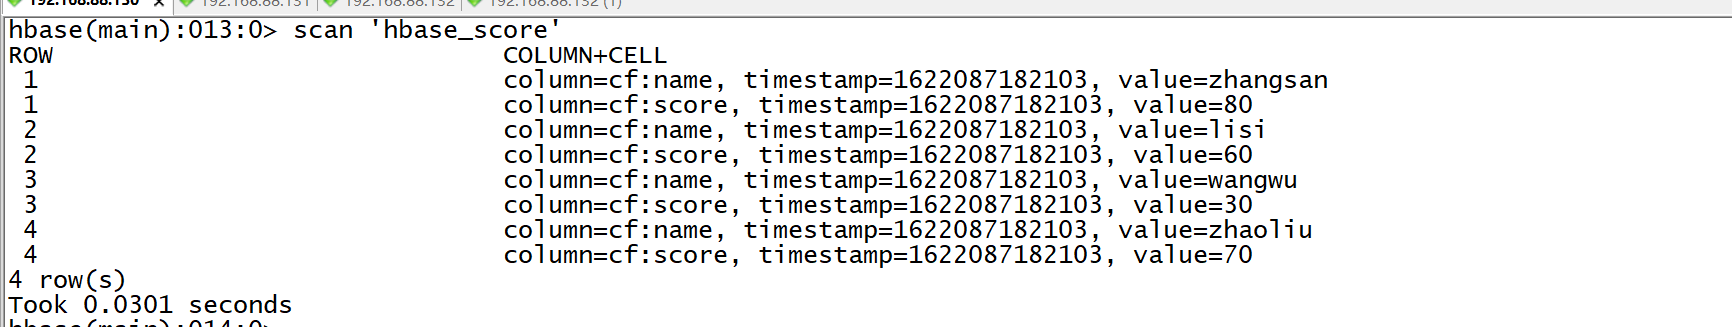 192.168.88.130 192.168.88.131 192.168.88.132 192.168.88.132 (1)
hbase(main):013:0> scan 'hbase_score'
ROW COLUMN+CELL
1 column=cf:name, timestamp=1622087182103, value=zhangsan
1 column=cf:score, timestamp=1622087182103, value=80
2 column=cf:name, timestamp=1622087182103, value=lisi
2 column=cf:score, timestamp=1622087182103, value=60
3 column=cf:name, timestamp=1622087182103, value=wangwu
3 column=cf:score, timestamp=1622087182103, value=30
4 column=cf:name, timestamp=1622087182103, value=zhaoliu
4 column=cf:score, timestamp=1622087182103, value=70
4 row(s)
Took 0.0301 seconds
hbase(main):014:0>